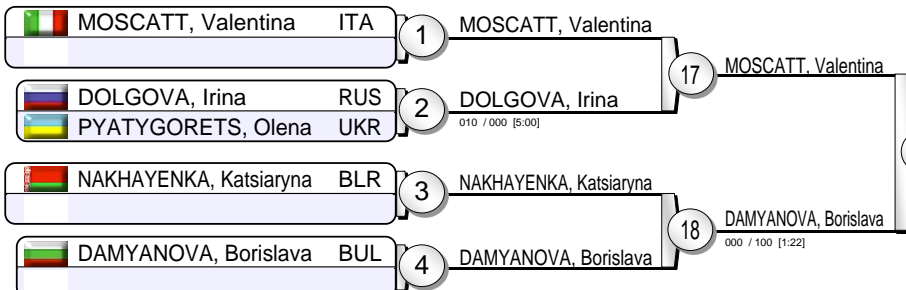 MOSCATT, Valentina ITA
1
MOSCATT, Valentina
17
MOSCATT, Valentina
DOLGOVA, Irina RUS
PYATYGORETS, Olena UKR
2
DOLGOVA, Irina
010 / 000 [5:00]
NAKHAYENKA, Katsiaryna BLR
3
NAKHAYENKA, Katsiaryna
18
DAMYANOVA, Borislava
000 / 100 [1:22]
DAMYANOVA, Borislava BUL
4
DAMYANOVA, Borislava